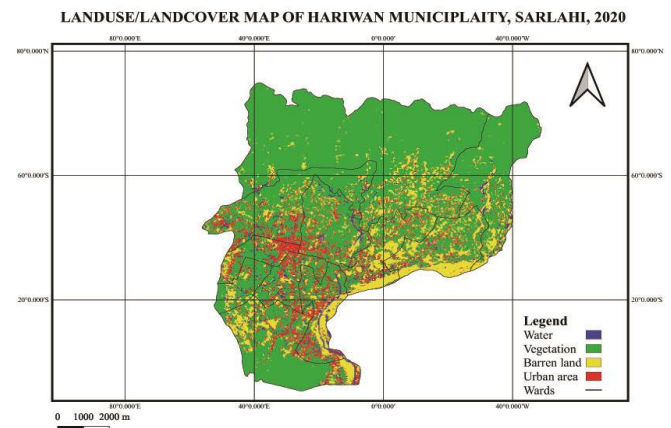 LANDUSE/LANDCOVER MAP OF HARIWAN MUNICIPLAITY, SARLAHI, 2020
80°0.000'E 40°0.000'E 0°0.000' 40°0.000'W
80°0.000'N 80°0.000'N
60°0.000'N 60°0.000'N
20°0.000'N 20°0.000'S
Legend
Water
Vegetation
Barren land
Urban area
Wards
80°0.000'E 40°0.000'E 0°0.000' 40°0.000'W
0 1000 2000 m